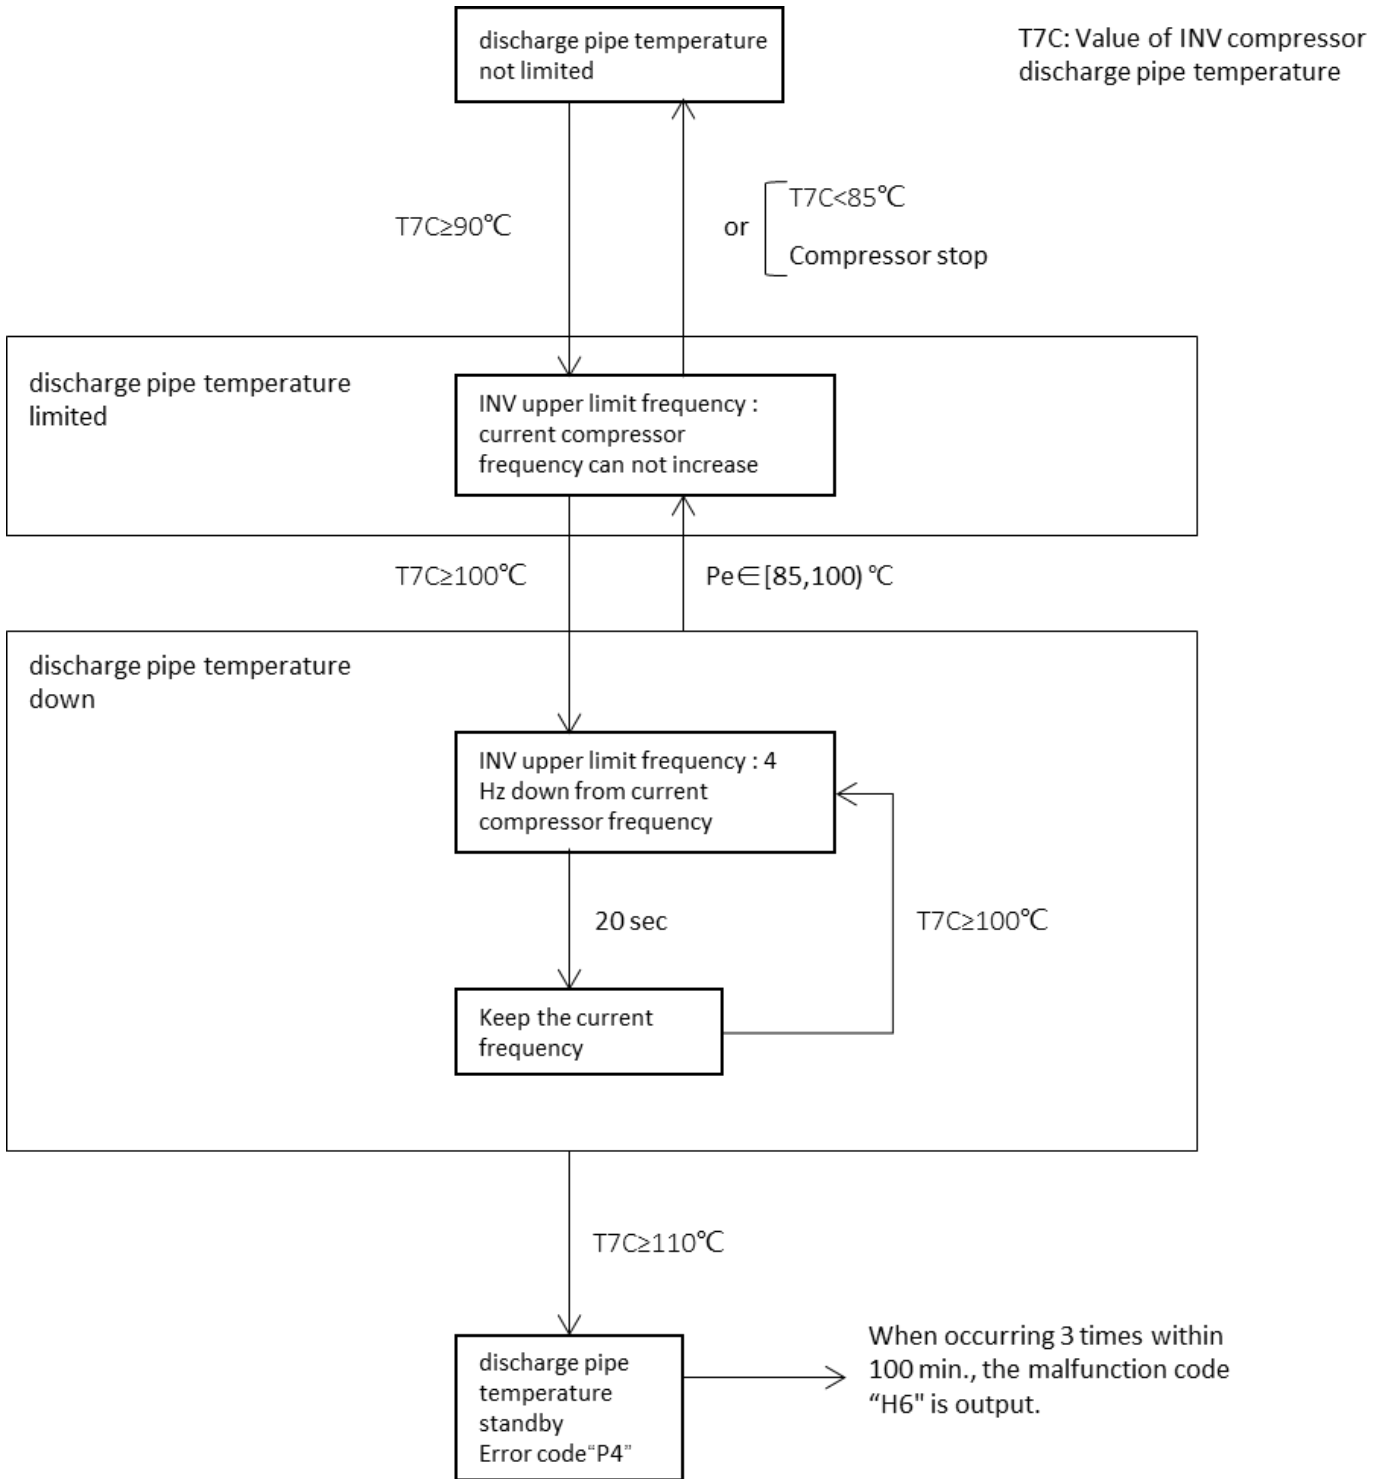 discharge pipe temperature
not limited
T7C: Value of INV compressor
discharge pipe temperature
T7C≥90℃
or
T7C<85℃
Compressor stop
discharge pipe temperature
limited
INV upper limit frequency :
current compressor
frequency can not increase
T7C≥100℃
Pe∈[85,100) ℃
discharge pipe temperature
down
INV upper limit frequency : 4
Hz down from current
compressor frequency
20 sec
T7C≥100℃
Keep the current
frequency
T7C≥110℃
discharge pipe
temperature
standby
Error code“P4”
When occurring 3 times within
100 min., the malfunction code
“H6" is output.